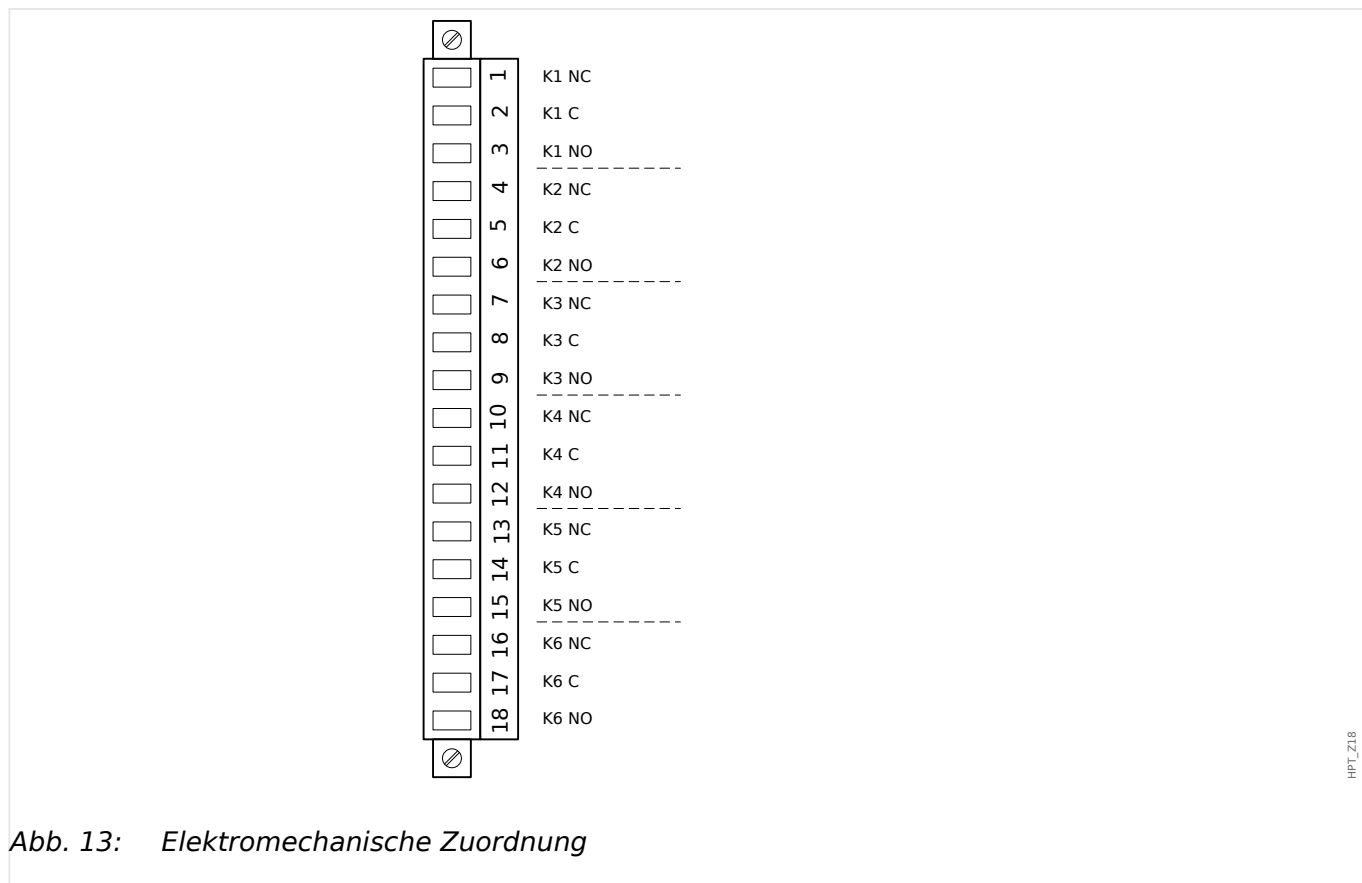 1 K1 NC
2 K1 C
3 K1 NO
4 K2 NC
5 K2 C
6 K2 NO
7 K3 NC
8 K3 C
9 K3 NO
10 K4 NC
11 K4 C
12 K4 NO
13 K5 NC
14 K5 C
15 K5 NO
16 K6 NC
17 K6 C
18 K6 NO
HPT_Z18
Abb. 13: Elektromechanische Zuordnung